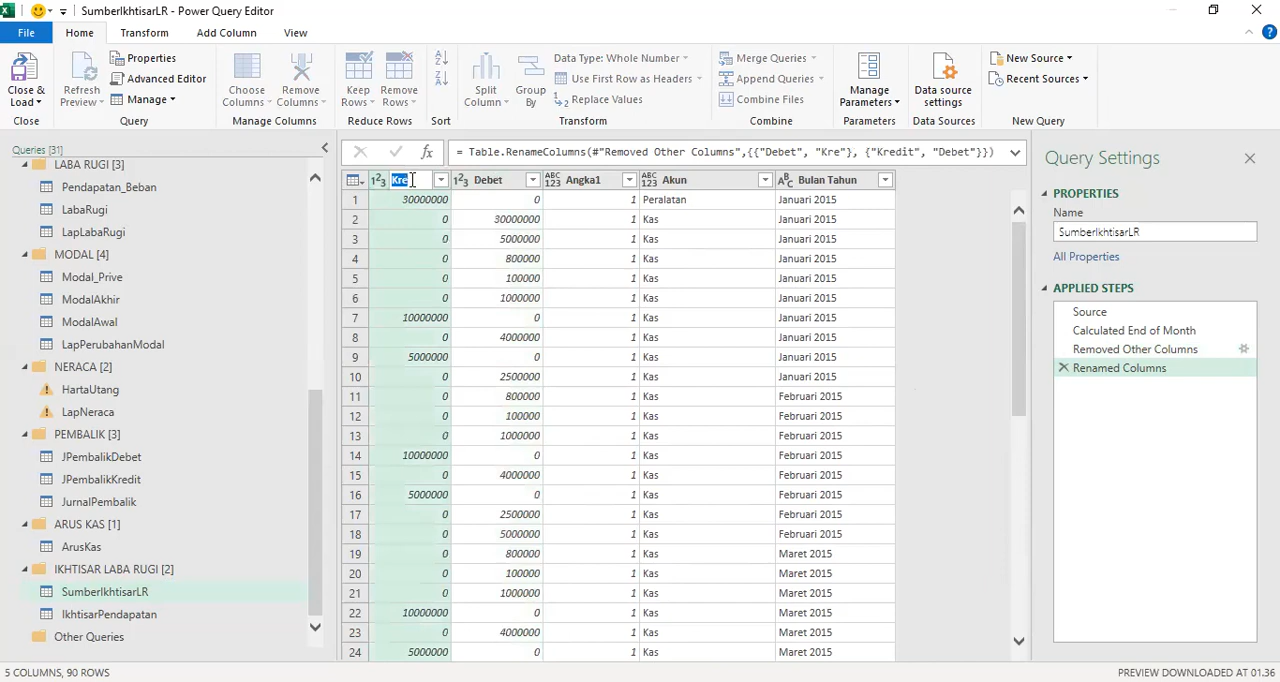 SumberIkhtisarLR - Power Query Editor
File Home Transform Add Column View
Close & Load
Close
Refresh Preview
Properties
Advanced Editor
Manage
Query
Choose Columns
Remove Columns
Manage Columns
Keep Rows
Remove Rows
Reduce Rows
Sort
Split Column
Group By
Data Type: Whole Number
Use First Row as Headers
Replace Values
Transform
Merge Queries
Append Queries
Combine Files
Combine
Manage Parameters
Parameters
Data source settings
Data Sources
New Source
Recent Sources
New Query
Queries [31]
LABA RUGI [3]
Pendapatan_Beban
LabaRugi
LapLabaRugi
MODAL [4]
Modal_Prive
ModalAkhir
ModalAwal
LapPerubahanModal
NERACA [2]
HartaUtang
LapNeraca
PEMBALIK [3]
JPembalikDebet
JPembalikKredit
JurnalPembalik
ARUS KAS [1]
ArusKas
IKHTISAR LABA RUGI [2]
SumberIkhtisarLR
IkhtisarPendapatan
Other Queries
fx = Table.RenameColumns(#"Removed Other Columns",{{"Debet", "Kre"}, {"Kredit", "Debet"}})
Kre Debet Angka1 Akun Bulan Tahun
1 30000000 0 1 Peralatan Januari 2015
2 0 30000000 1 Kas Januari 2015
3 0 5000000 1 Kas Januari 2015
4 0 800000 1 Kas Januari 2015
5 0 100000 1 Kas Januari 2015
6 0 1000000 1 Kas Januari 2015
7 10000000 0 1 Kas Januari 2015
8 0 4000000 1 Kas Januari 2015
9 5000000 0 1 Kas Januari 2015
10 0 2500000 1 Kas Januari 2015
11 0 800000 1 Kas Februari 2015
12 0 100000 1 Kas Februari 2015
13 0 1000000 1 Kas Februari 2015
14 10000000 0 1 Kas Februari 2015
15 0 4000000 1 Kas Februari 2015
16 5000000 0 1 Kas Februari 2015
17 0 2500000 1 Kas Februari 2015
18 0 5000000 1 Kas Februari 2015
19 0 800000 1 Kas Maret 2015
20 0 100000 1 Kas Maret 2015
21 0 1000000 1 Kas Maret 2015
22 10000000 0 1 Kas Maret 2015
23 0 4000000 1 Kas Maret 2015
24 5000000 0 1 Kas Maret 2015
Query Settings
PROPERTIES
Name
SumberIkhtisarLR
All Properties
APPLIED STEPS
Source
Calculated End of Month
Removed Other Columns
Renamed Columns
5 COLUMNS, 90 ROWS
PREVIEW DOWNLOADED AT 01.36